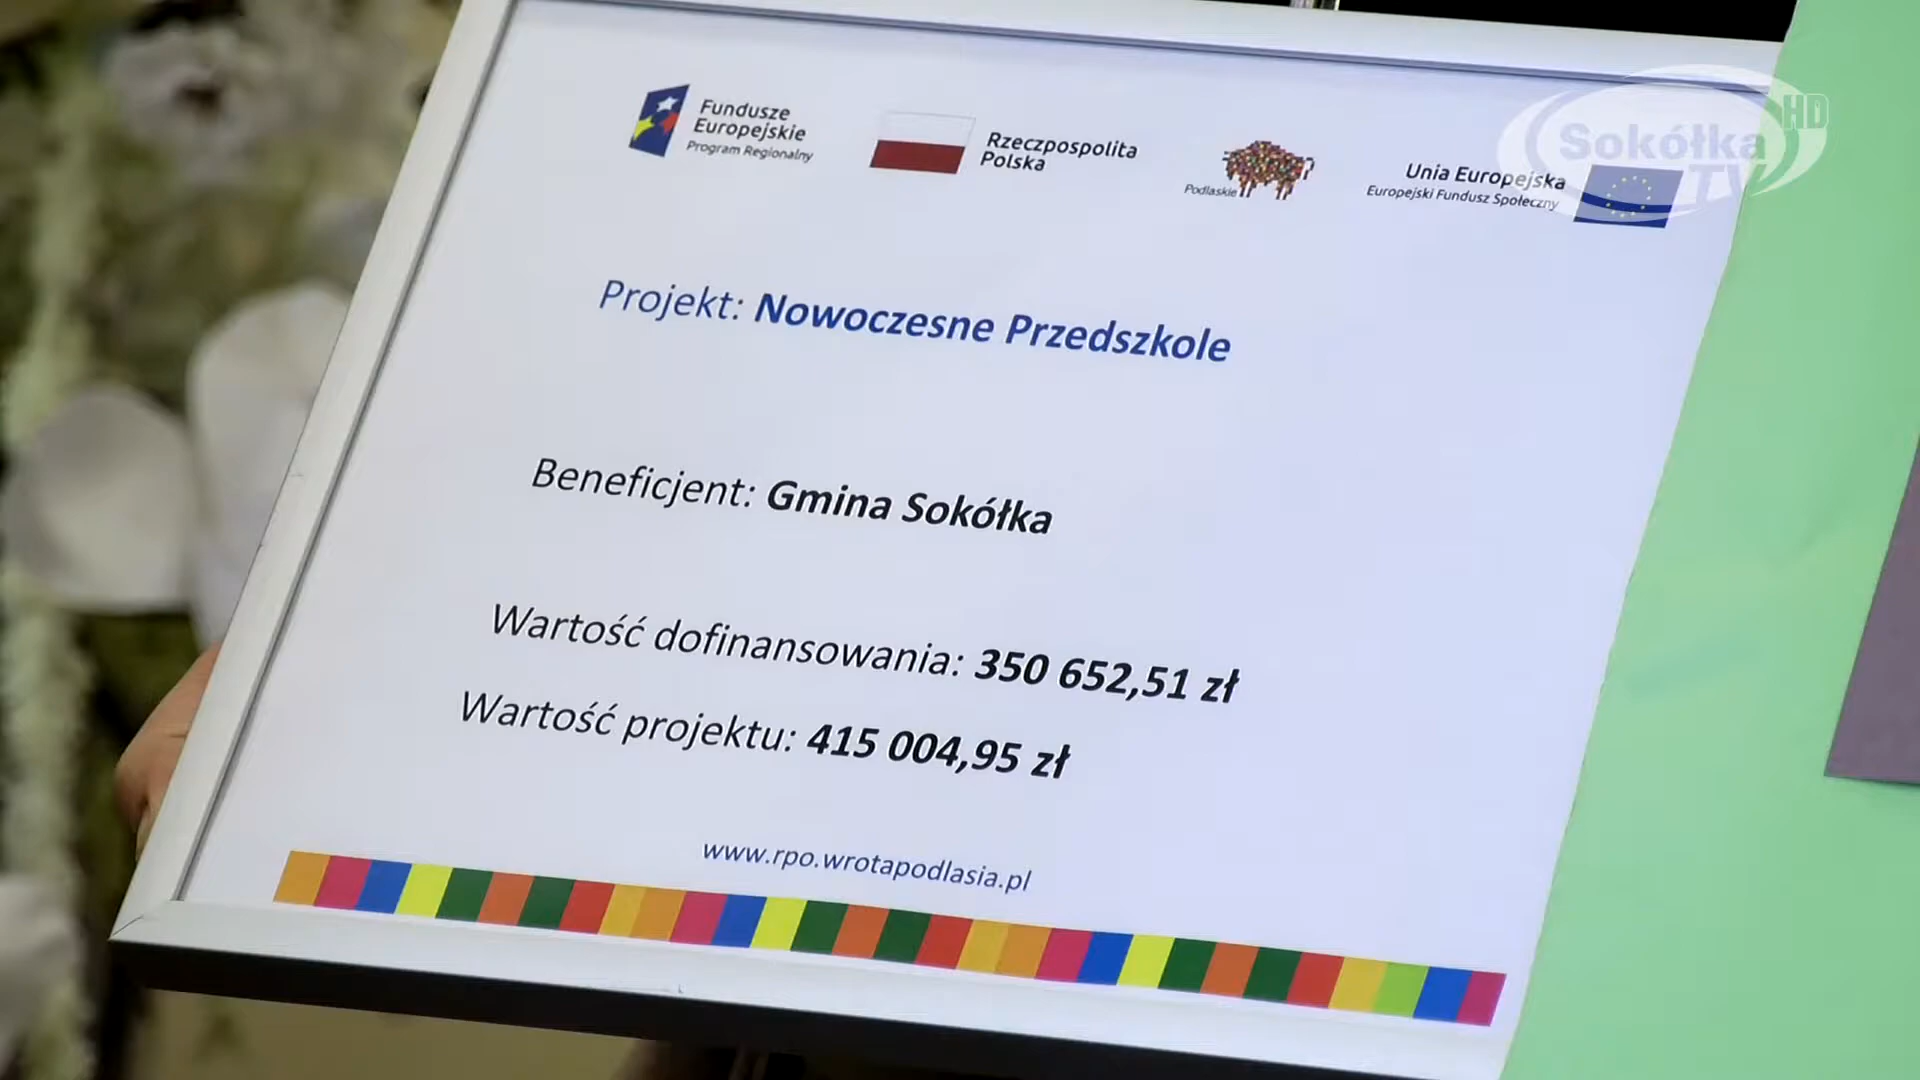 Fundusze
Europejskie
Program Regionalny
Rzeczpospolita
Polska
Podlaskie
Unia Europejska
Europejski Fundusz Społeczny
Sokółka
TV
HD
Projekt: Nowoczesne Przedszkole
Beneficjent: Gmina Sokółka
Wartość dofinansowania: 350 652,51 zł
Wartość projektu: 415 004,95 zł
www.rpo.wrotapodlasia.pl